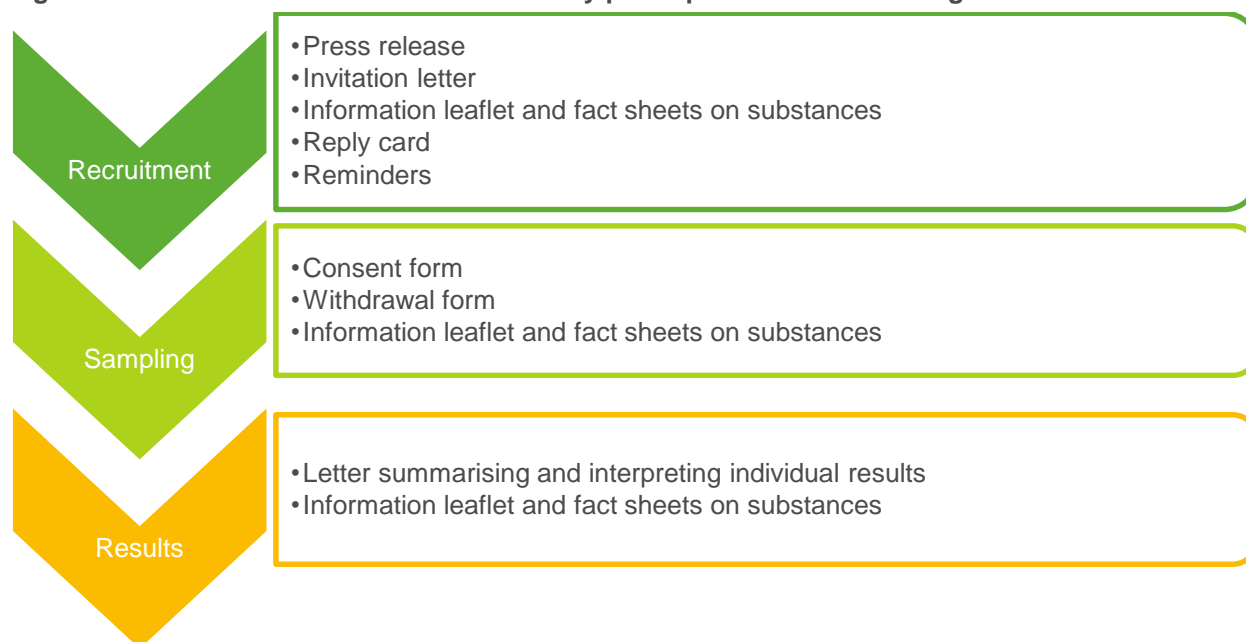 Recruitment
•Press release
•Invitation letter
•Information leaflet and fact sheets on substances
•Reply card
•Reminders
Sampling
•Consent form
•Withdrawal form
•Information leaflet and fact sheets on substances
Results
•Letter summarising and interpreting individual results
•Information leaflet and fact sheets on substances